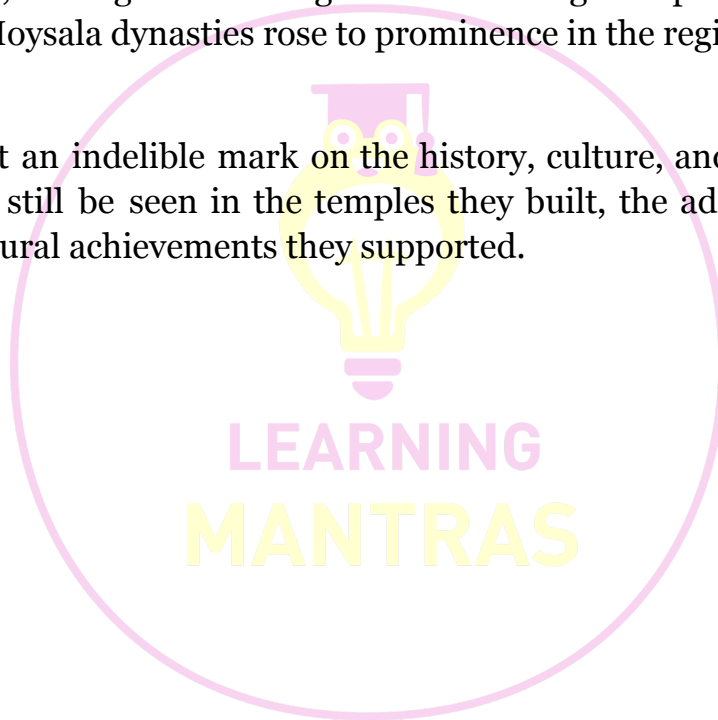 Hoysala dynasties rose to prominence in the regi
t an indelible mark on the history, culture, and
still be seen in the temples they built, the ad
ural achievements they supported.
LEARNING
MANTRAS